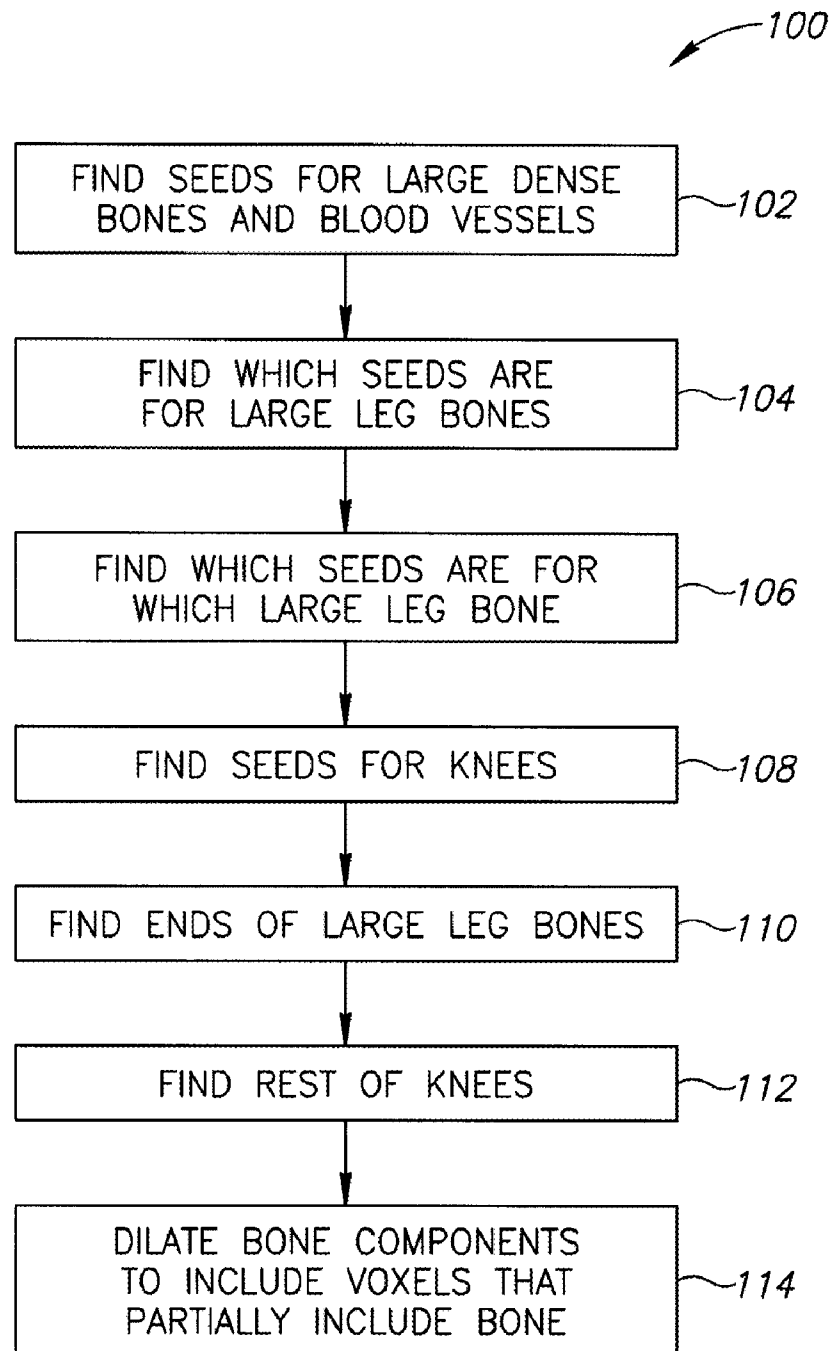 100
FIND SEEDS FOR LARGE DENSE
BONES AND BLOOD VESSELS
102
FIND WHICH SEEDS ARE
FOR LARGE LEG BONES
104
FIND WHICH SEEDS ARE FOR
WHICH LARGE LEG BONE
106
FIND SEEDS FOR KNEES
108
FIND ENDS OF LARGE LEG BONES
110
FIND REST OF KNEES
112
DILATE BONE COMPONENTS
TO INCLUDE VOXELS THAT
PARTIALLY INCLUDE BONE
114